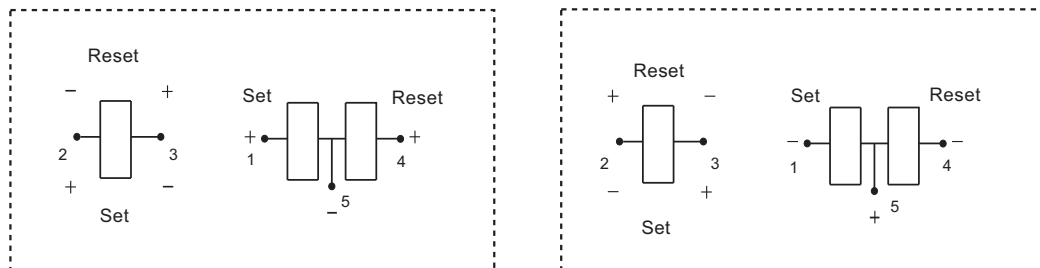 Reset
− +
Set Reset
+ +
2 3 1 4
+ −
5
−
Set
Reset
+ −
Set Reset
− −
2 3 1 4
− +
5
+
Set